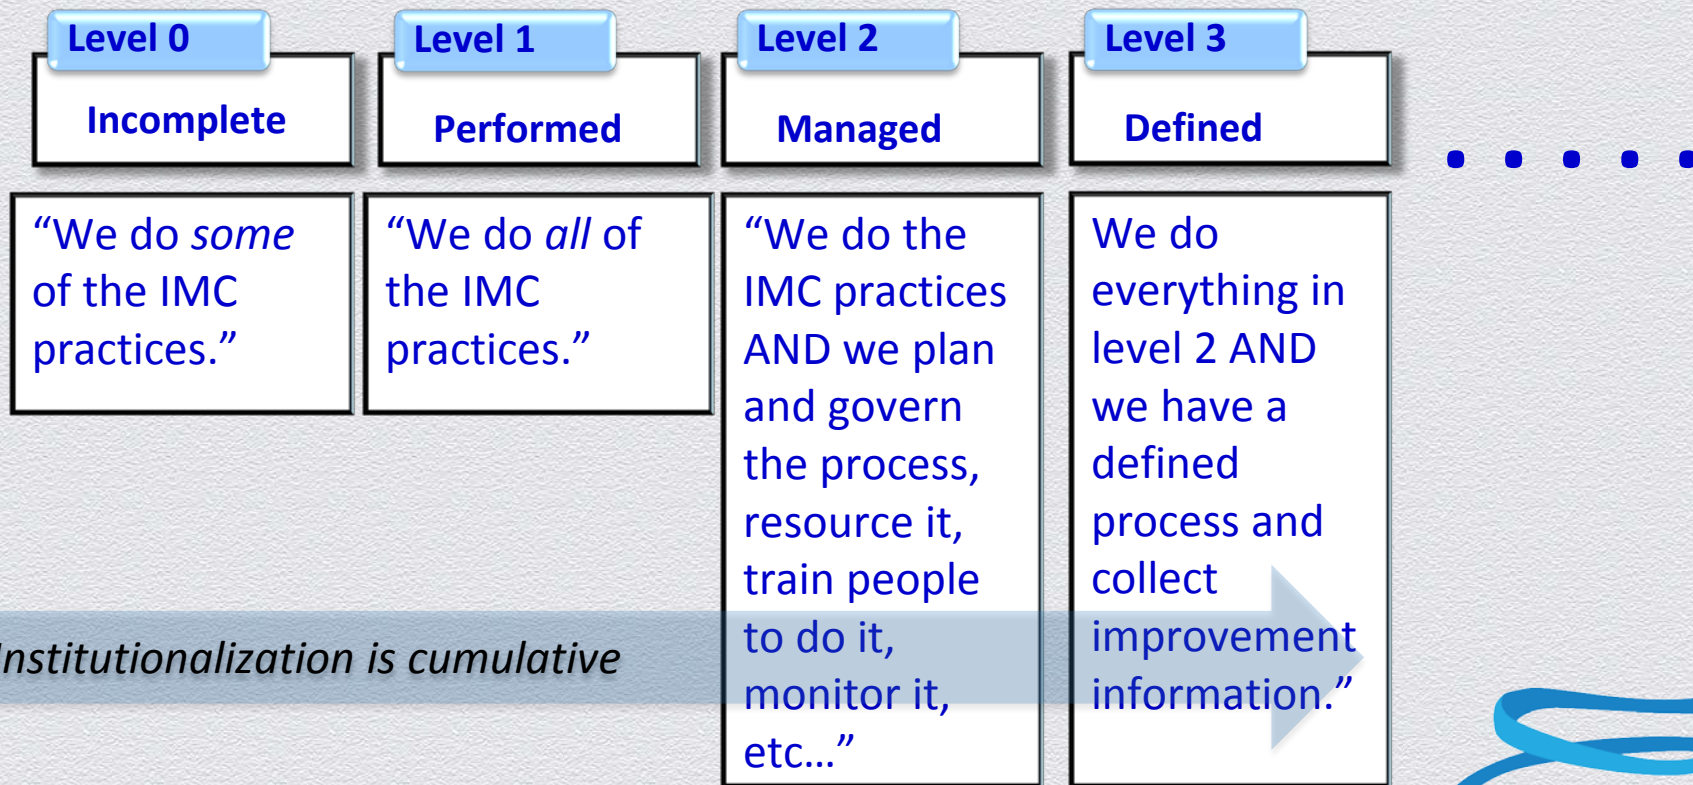 Level 0
Incomplete
“We do some
of the IMC
practices.”
Level 1
Performed
“We do all of
the IMC
practices.”
Level 2
Managed
“We do the
IMC practices
AND we plan
and govern
the process,
resource it,
train people
to do it,
monitor it,
etc…”
Level 3
Defined
We do
everything in
level 2 AND
we have a
defined
process and
collect
improvement
information.”
. . . . .
Institutionalization is cumulative